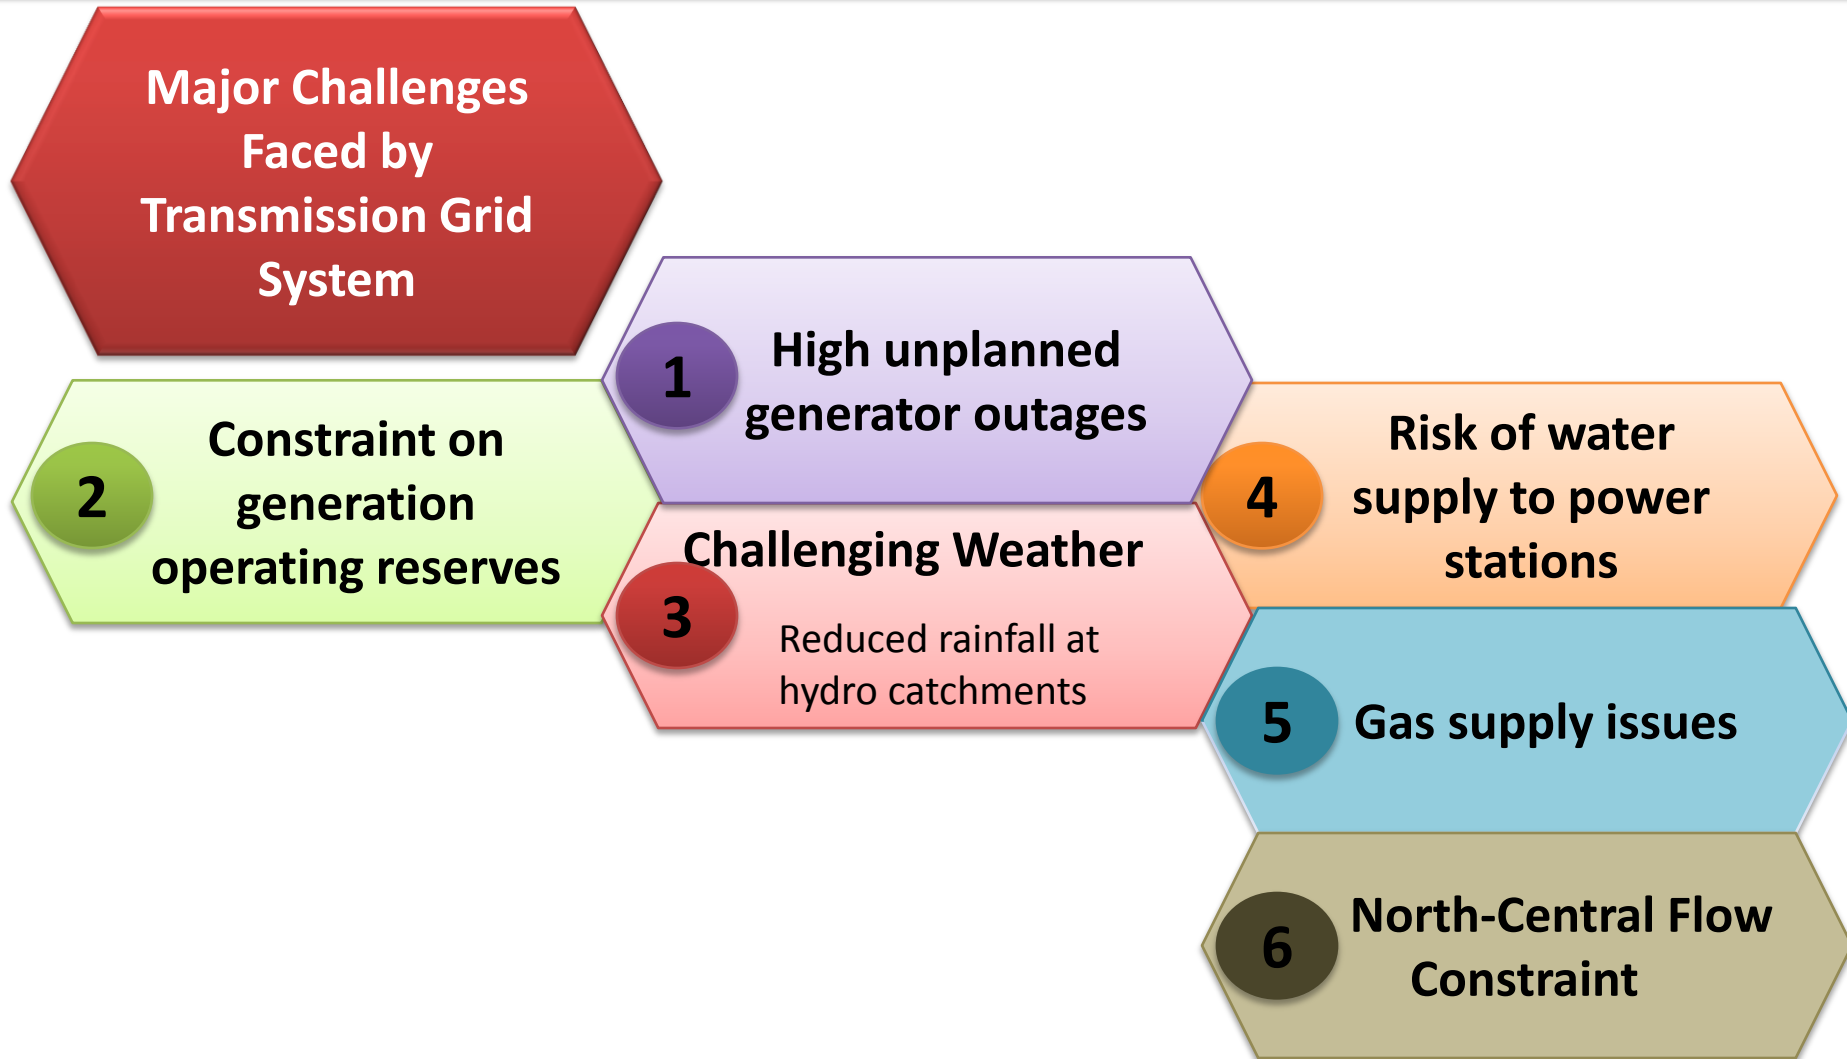 Major Challenges
Faced by
Transmission Grid
System
1
High unplanned
generator outages
2
Constraint on
generation
operating reserves
3
Challenging Weather
Reduced rainfall at
hydro catchments
4
Risk of water
supply to power
stations
5
Gas supply issues
6
North-Central Flow
Constraint